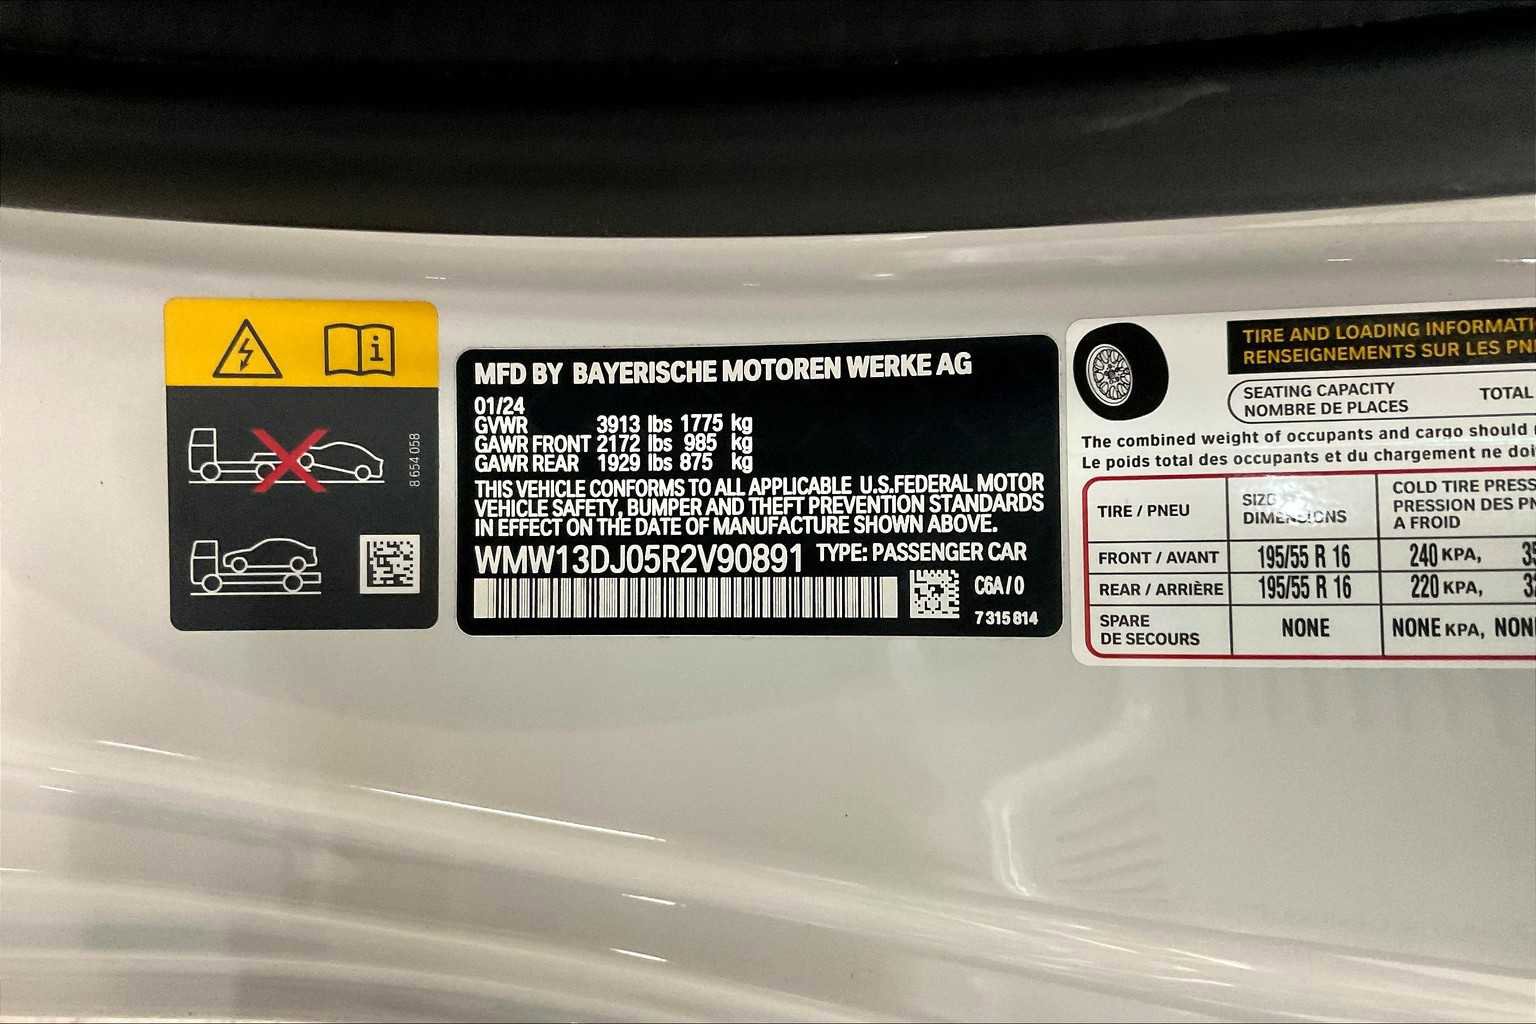 i
8 654 058
MFD BY BAYERISCHE MOTOREN WERKE AG
01/24
GVWR 3913 lbs 1775 kg
GAWR FRONT 2172 lbs 985 kg
GAWR REAR 1929 lbs 875 kg
THIS VEHICLE CONFORMS TO ALL APPLICABLE U.S.FEDERAL MOTOR
VEHICLE SAFETY, BUMPER AND THEFT PREVENTION STANDARDS
IN EFFECT ON THE DATE OF MANUFACTURE SHOWN ABOVE.
WMW13DJ05R2V90891 TYPE: PASSENGER CAR
C6A/0
7 315 814
TIRE AND LOADING INFORMATI
RENSEIGNEMENTS SUR LES PN
SEATING CAPACITY
NOMBRE DE PLACES
TOTAL
The combined weight of occupants and cargo should
Le poids total des occupants et du chargement ne doi
TIRE / PNEU
SIZE
DIMENSIONS
COLD TIRE PRESS
PRESSION DES PN
A FROID
FRONT / AVANT 195/55 R 16 240 KPA, 35
REAR / ARRIÈRE 195/55 R 16 220 KPA, 32
SPARE
DE SECOURS
NONE NONE KPA, NON